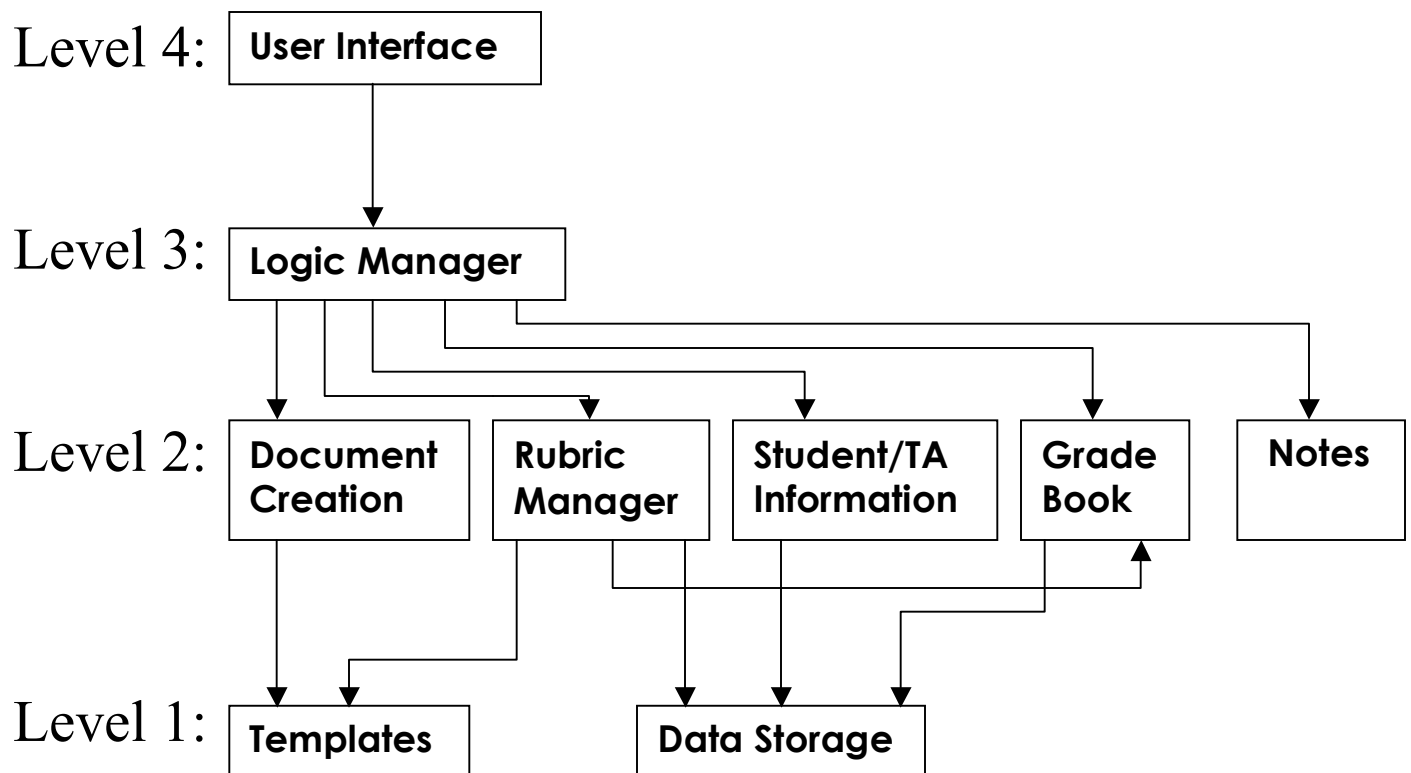 Level 4:
User Interface
Level 3:
Logic Manager
Level 2:
Document
Creation
Rubric
Manager
Student/TA
Information
Grade
Book
Notes
Level 1:
Templates
Data Storage